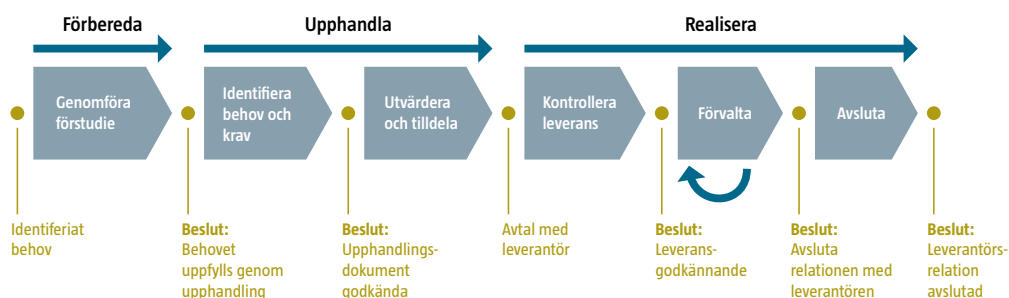 Förbereda
Upphandla
Realisera
Genomföra
förstudie
Identifiera
behov och
krav
Utvärdera
och tilldela
Kontrollera
leverans
Förvalta
Avsluta
Identiferiat
behov
Beslut:
Behovet
uppfylls genom
upphandling
Beslut:
Upphandlings-
dokument
godkända
Avtal med
leverantör
Beslut:
Leverans-
godkännande
Beslut:
Avsluta
relationen med
leverantören
Beslut:
Leverantörs-
relation
avslutad